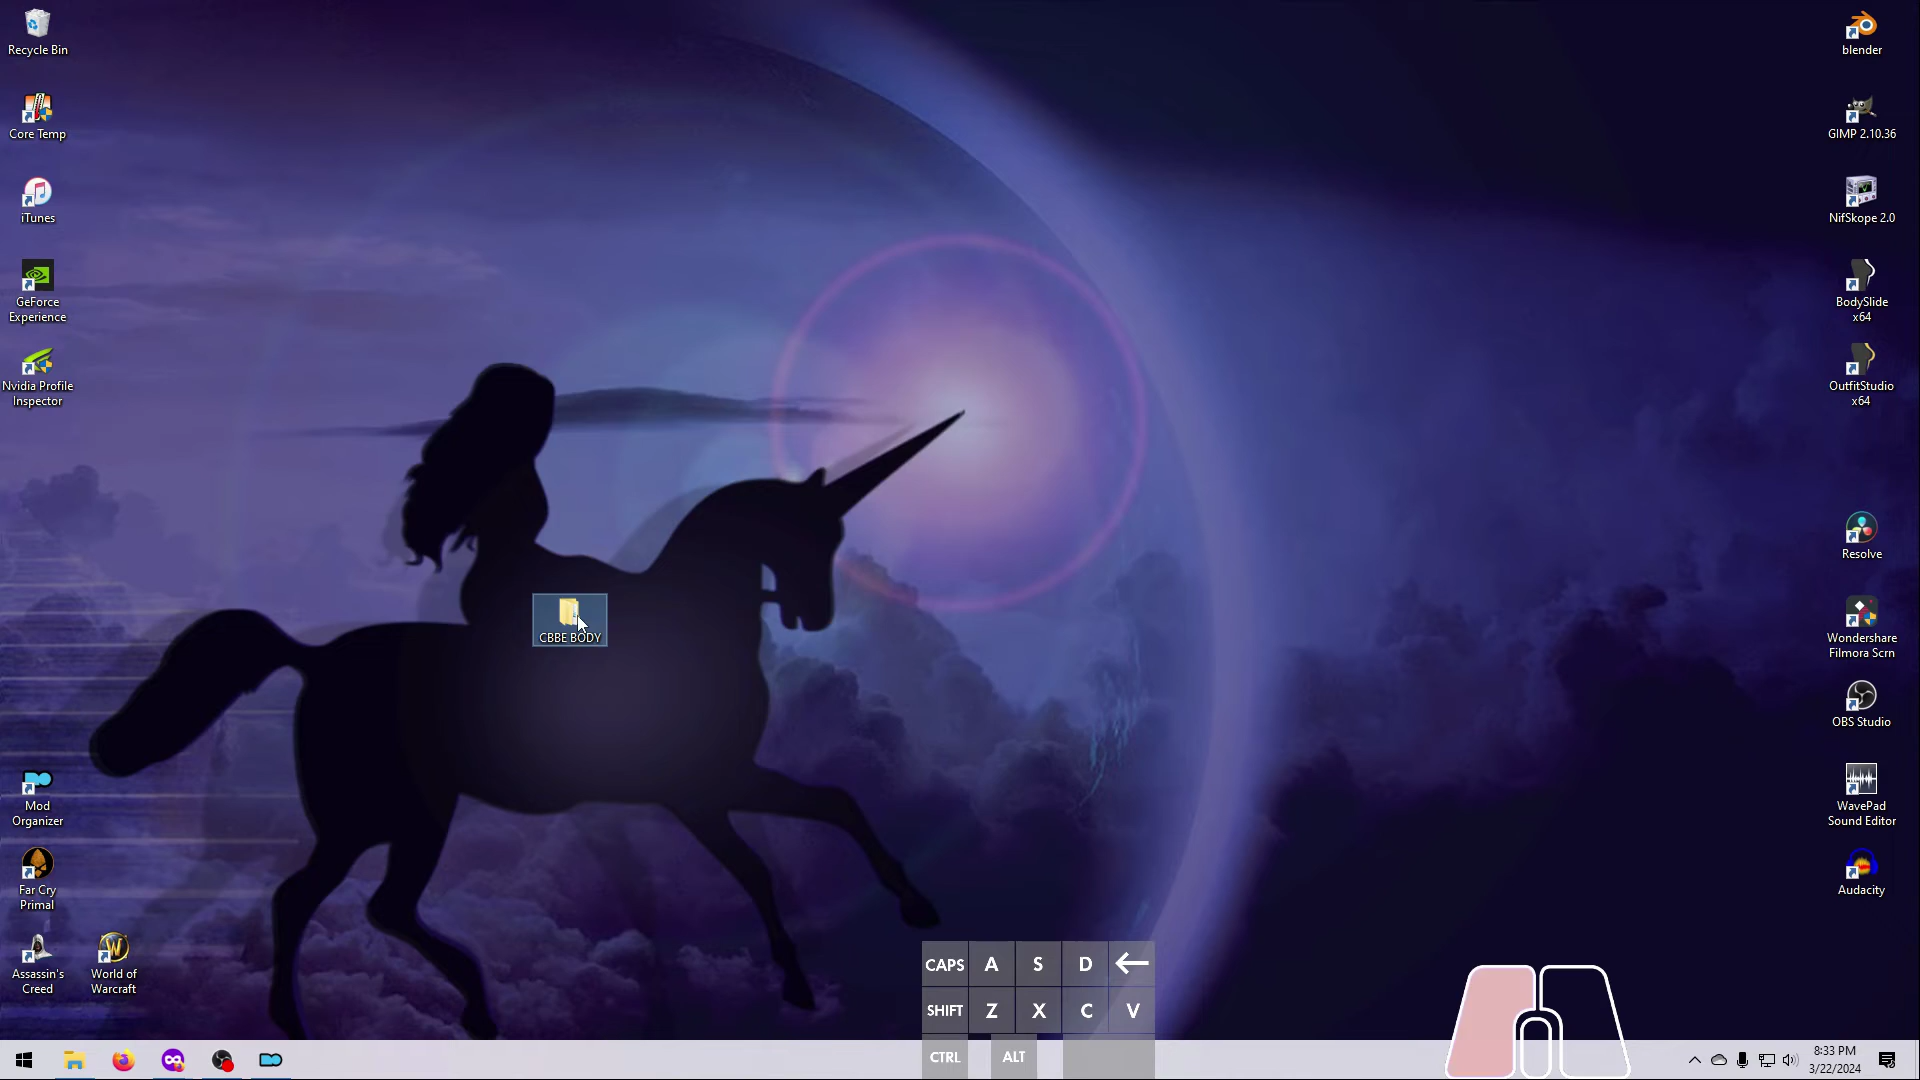 Recycle Bin
Core Temp
iTunes
GeForce
Experience
Nvidia Profile
Inspector
Mod
Organizer
Far Cry
Primal
Assassin's
Creed
World of
Warcraft
CBBE BODY
blender
GIMP 2.10.36
NifSkope 2.0
BodySlide
x64
OutfitStudio
x64
Resolve
Wondershare
Filmora Scrn
OBS Studio
WavePad
Sound Editor
Audacity
CAPS A S D ←
SHIFT Z X C V
CTRL ALT
8:33 PM
3/22/2024